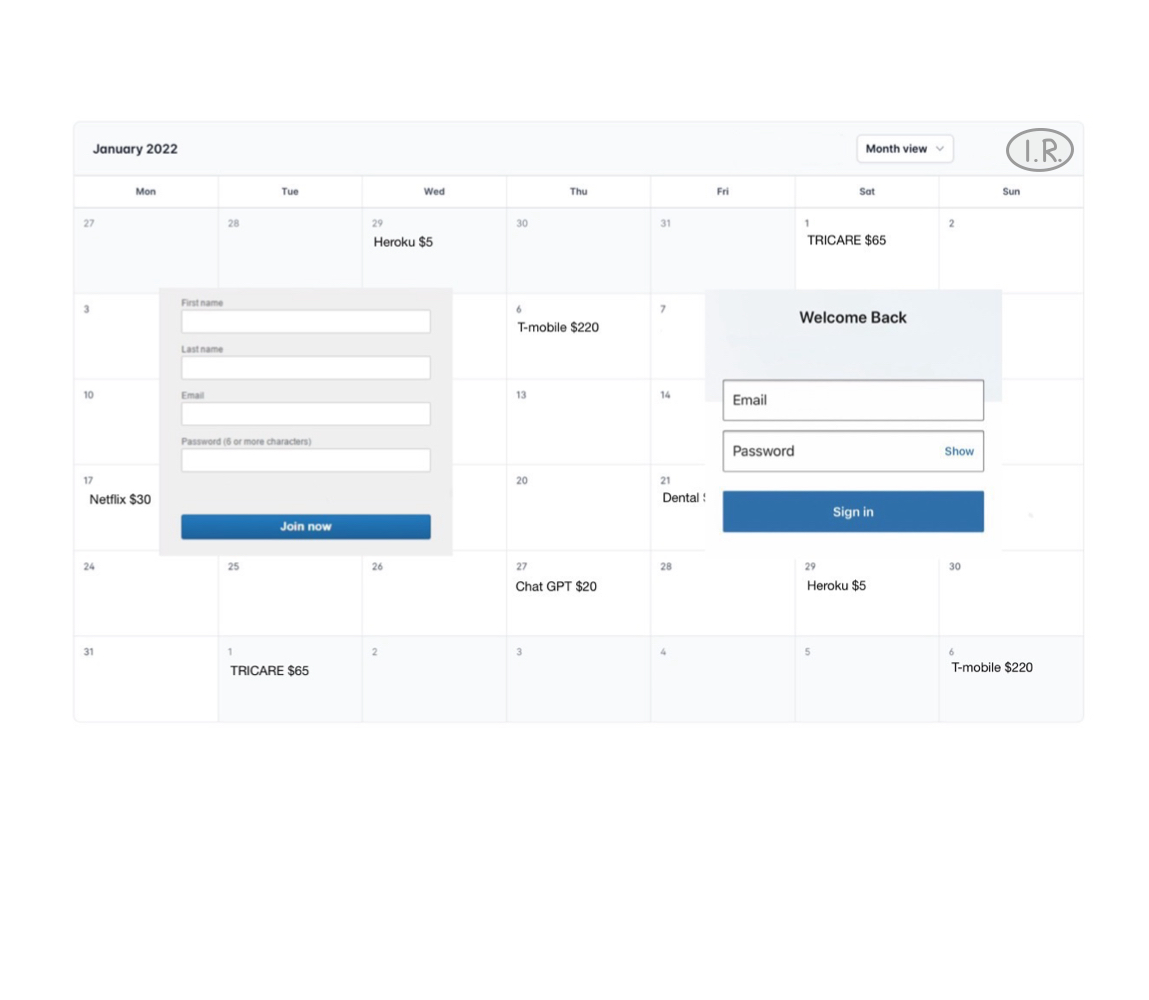 January 2022
Month view
I.R.
Mon Tue Wed Thu Fri Sat Sun
27 28 29 30 31 1 2
Heroku $5 TRICARE $65
3 6 7
T-mobile $220
First name
Last name
Email
Password (6 or more characters)
Join now
Welcome Back
Email
Password Show
Sign in
10 13 14
17 20 21
Netflix $30 Dental
24 25 26 27 28 29 30
Chat GPT $20 Heroku $5
31 1 2 3 4 5 6
TRICARE $65 T-mobile $220